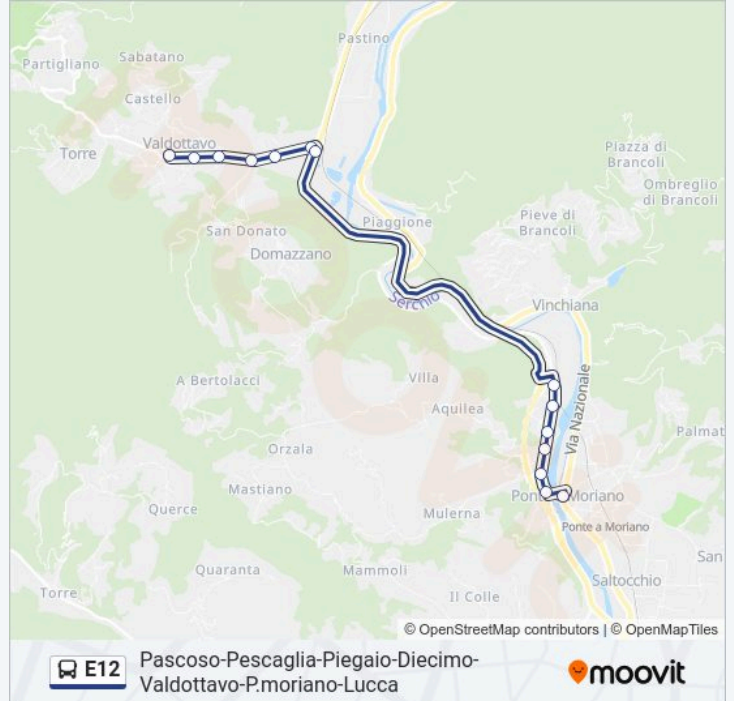 Pastino
Sabatano
Partigliano
Castello
Valdottavo
Torre
Piazza di
Brancoli
Ombreglio
di Brancoli
Pieve di
Brancoli
Piaggione
San Donato
Domazzano
Serchio
Vinchiana
Villa
A Bertolacci
Aquilea
Via Nazionale
Palmat
Orzala
Mastiano
Querce
Mulerna
Moriano
Ponte a Moriano
San
Quaranta
Mammoli
Saltocchio
Torre
Il Colle
© OpenStreetMap contributors | © OpenMapTiles
E12
Pascoso-Pescaglia-Piegaio-Diecimo-
Valdottavo-P.moriano-Lucca
moovit